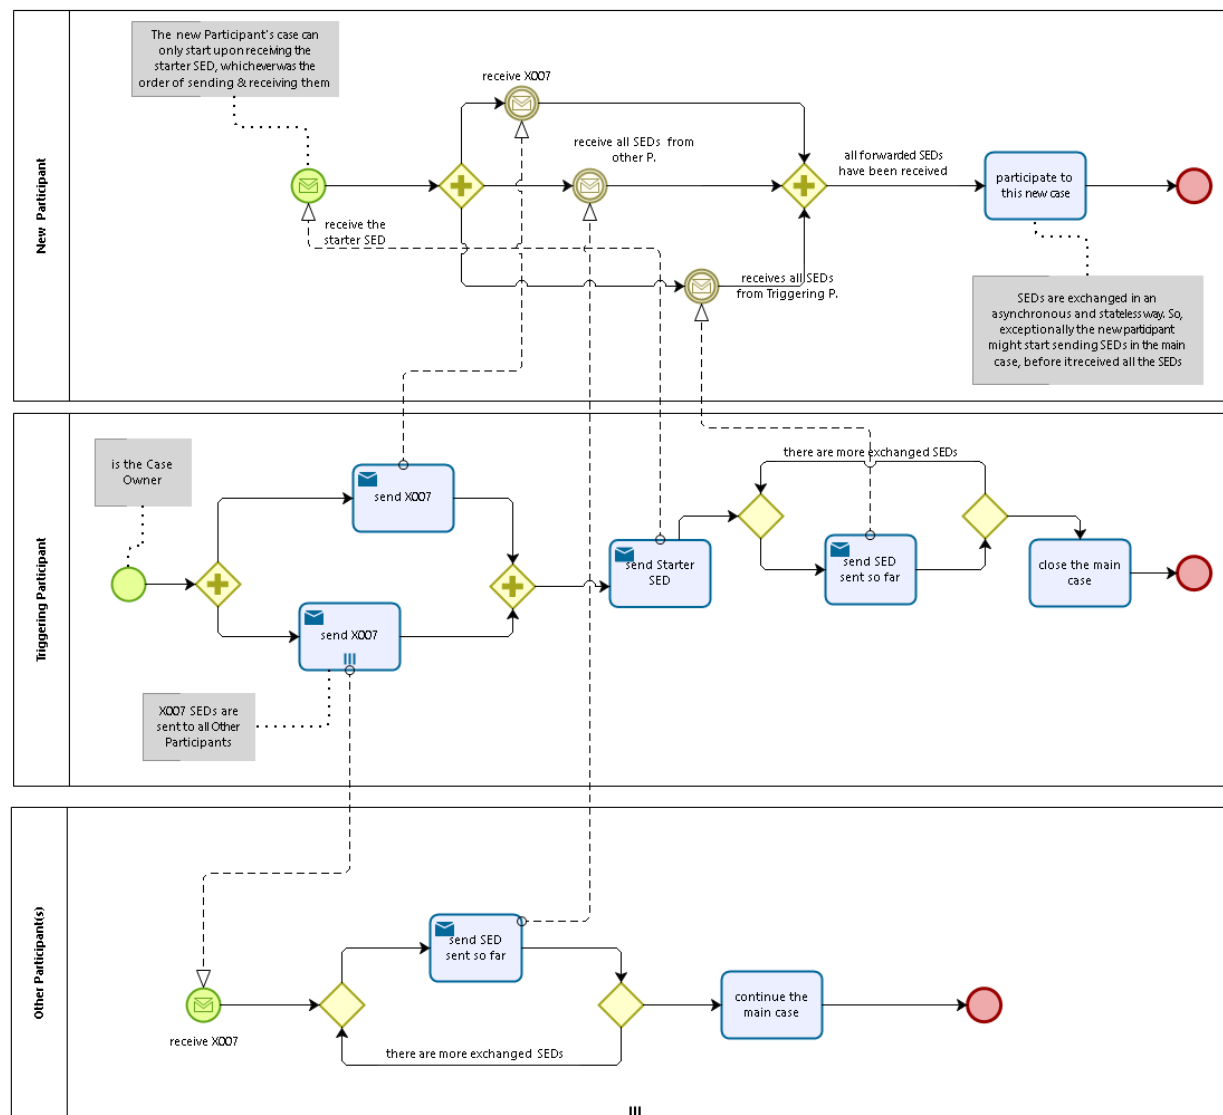 New Participant
The new Participant's case can
only start upon receiving the
starter SED, whicheverwas the
order of sending & receiving them
receive X007
receive all SEDs from
other P.
all forwarded SEDs
have been received
participate to
this new case
receive the
starter SED
receives all SEDs
from Triggering P.
SEDs are exchanged in an
asynchronous and stateless way. So,
exceptionally the new participant
might start sending SEDs in the main
case, before it received all the SEDs
Triggering Participant
is the Case
Owner
send X007
there are more exchanged SEDs
send Starter
SED
send SED
sent so far
close the main
case
send X007
X007 SEDs are
sent to all Other
Participants
Other Participant(s)
send SED
sent so far
continue the
main case
receive X007
there are more exchanged SEDs